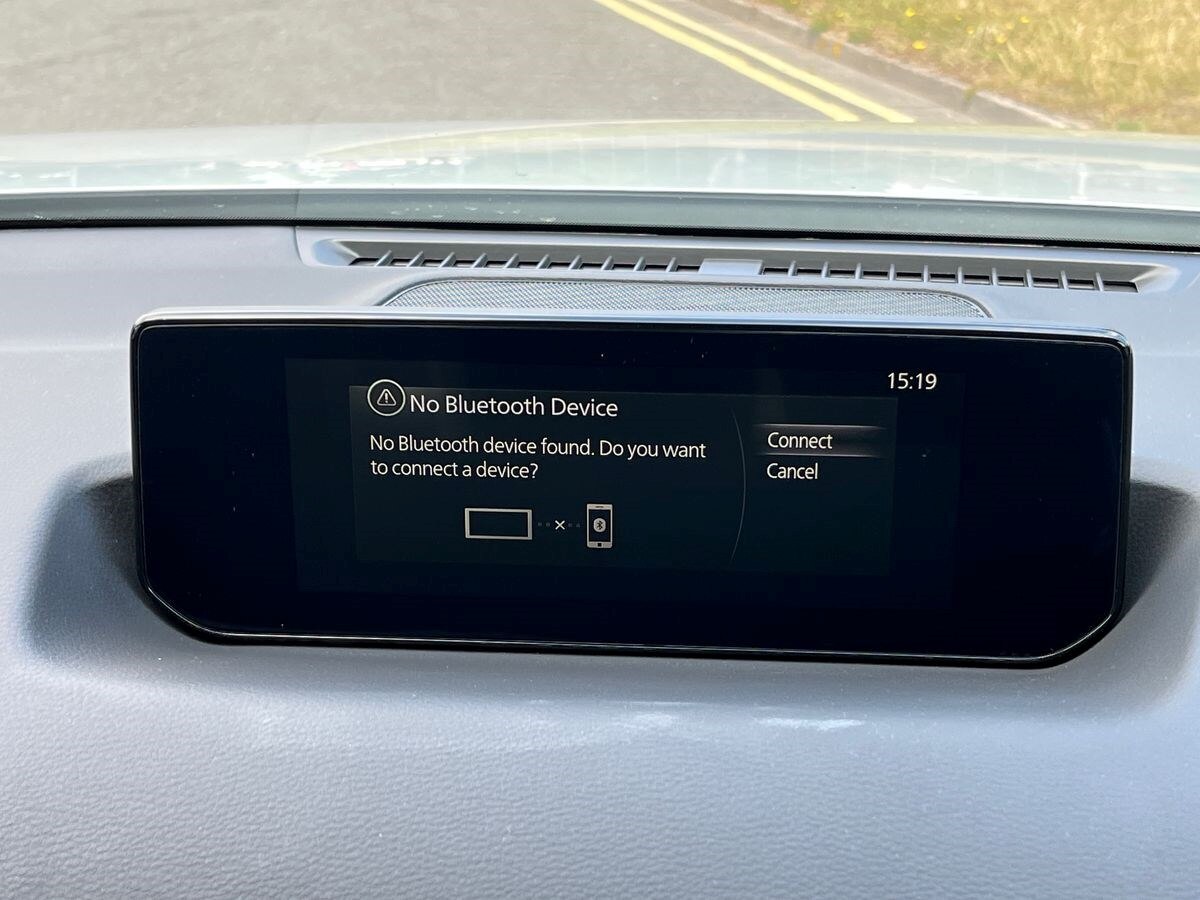 15:19
No Bluetooth Device
No Bluetooth device found. Do you want
to connect a device?
Connect
Cancel